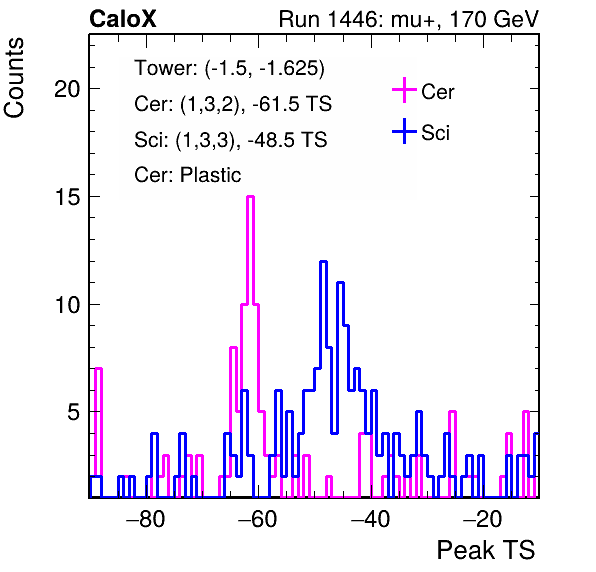 CaloX Run 1446: mu+, 170 GeV
Counts
Tower: (-1.5, -1.625)
Cer: (1,3,2), -61.5 TS
Sci: (1,3,3), -48.5 TS
Cer: Plastic
Cer
Sci
20
15
10
5
−80 −60 −40 −20
Peak TS